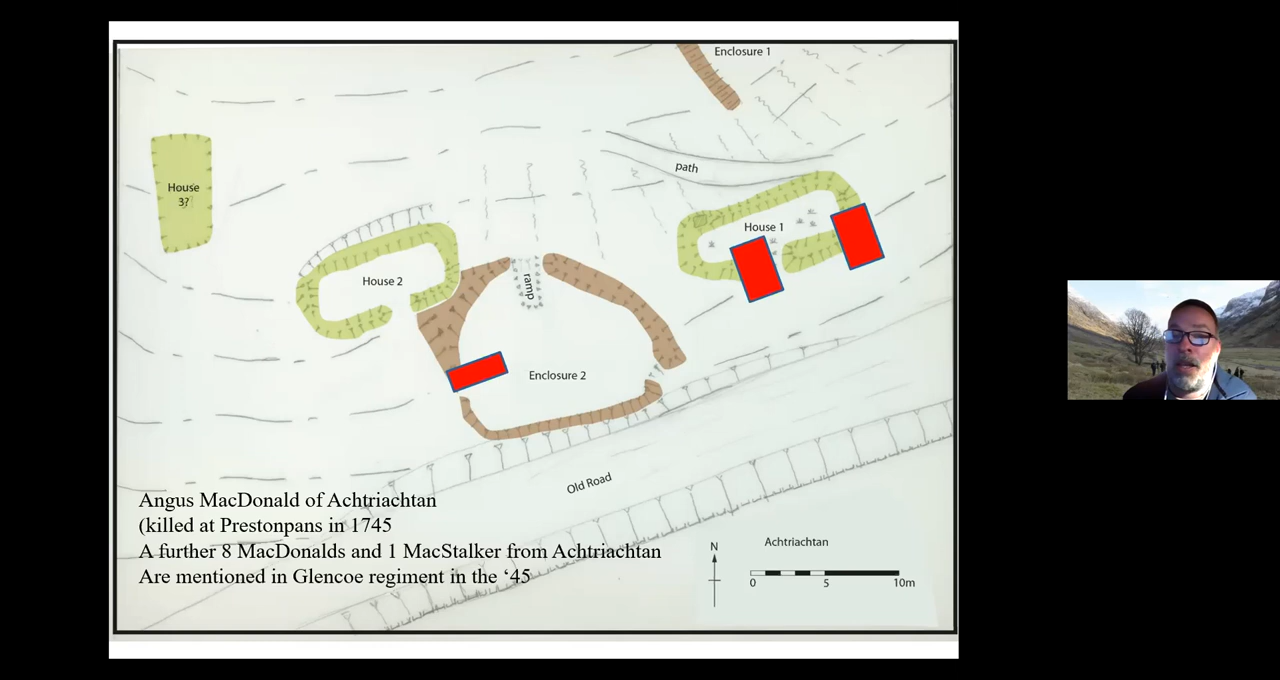 Enclosure 1
path
House
3?
House 1
House 2
ramp
Enclosure 2
Old Road
Angus MacDonald of Achtriachtan
(killed at Prestonpans in 1745
A further 8 MacDonalds and 1 MacStalker from Achtriachtan
Are mentioned in Glencoe regiment in the ‘45
N
Achtriachtan
0 5 10m